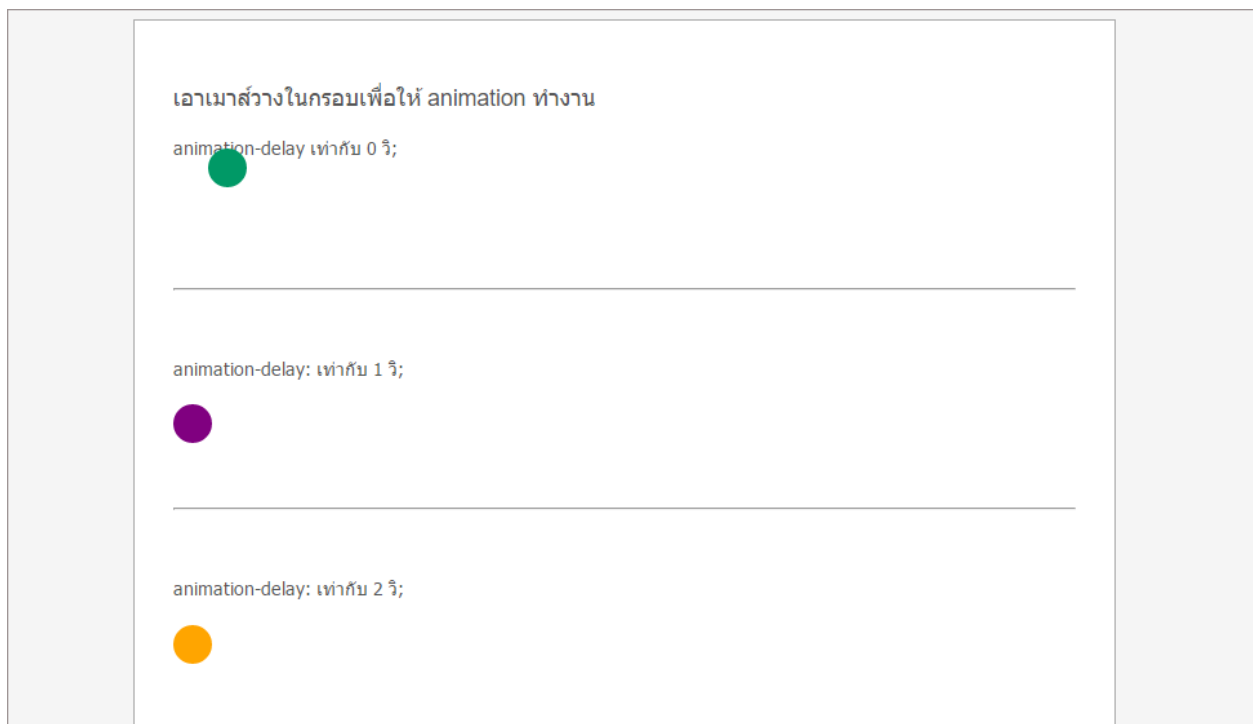 เอาเมาส์วางในกรอบเพื่อให้ animation ทำงาน
animation-delay เท่ากับ 0 วิ;
animation-delay: เท่ากับ 1 วิ;
animation-delay: เท่ากับ 2 วิ;